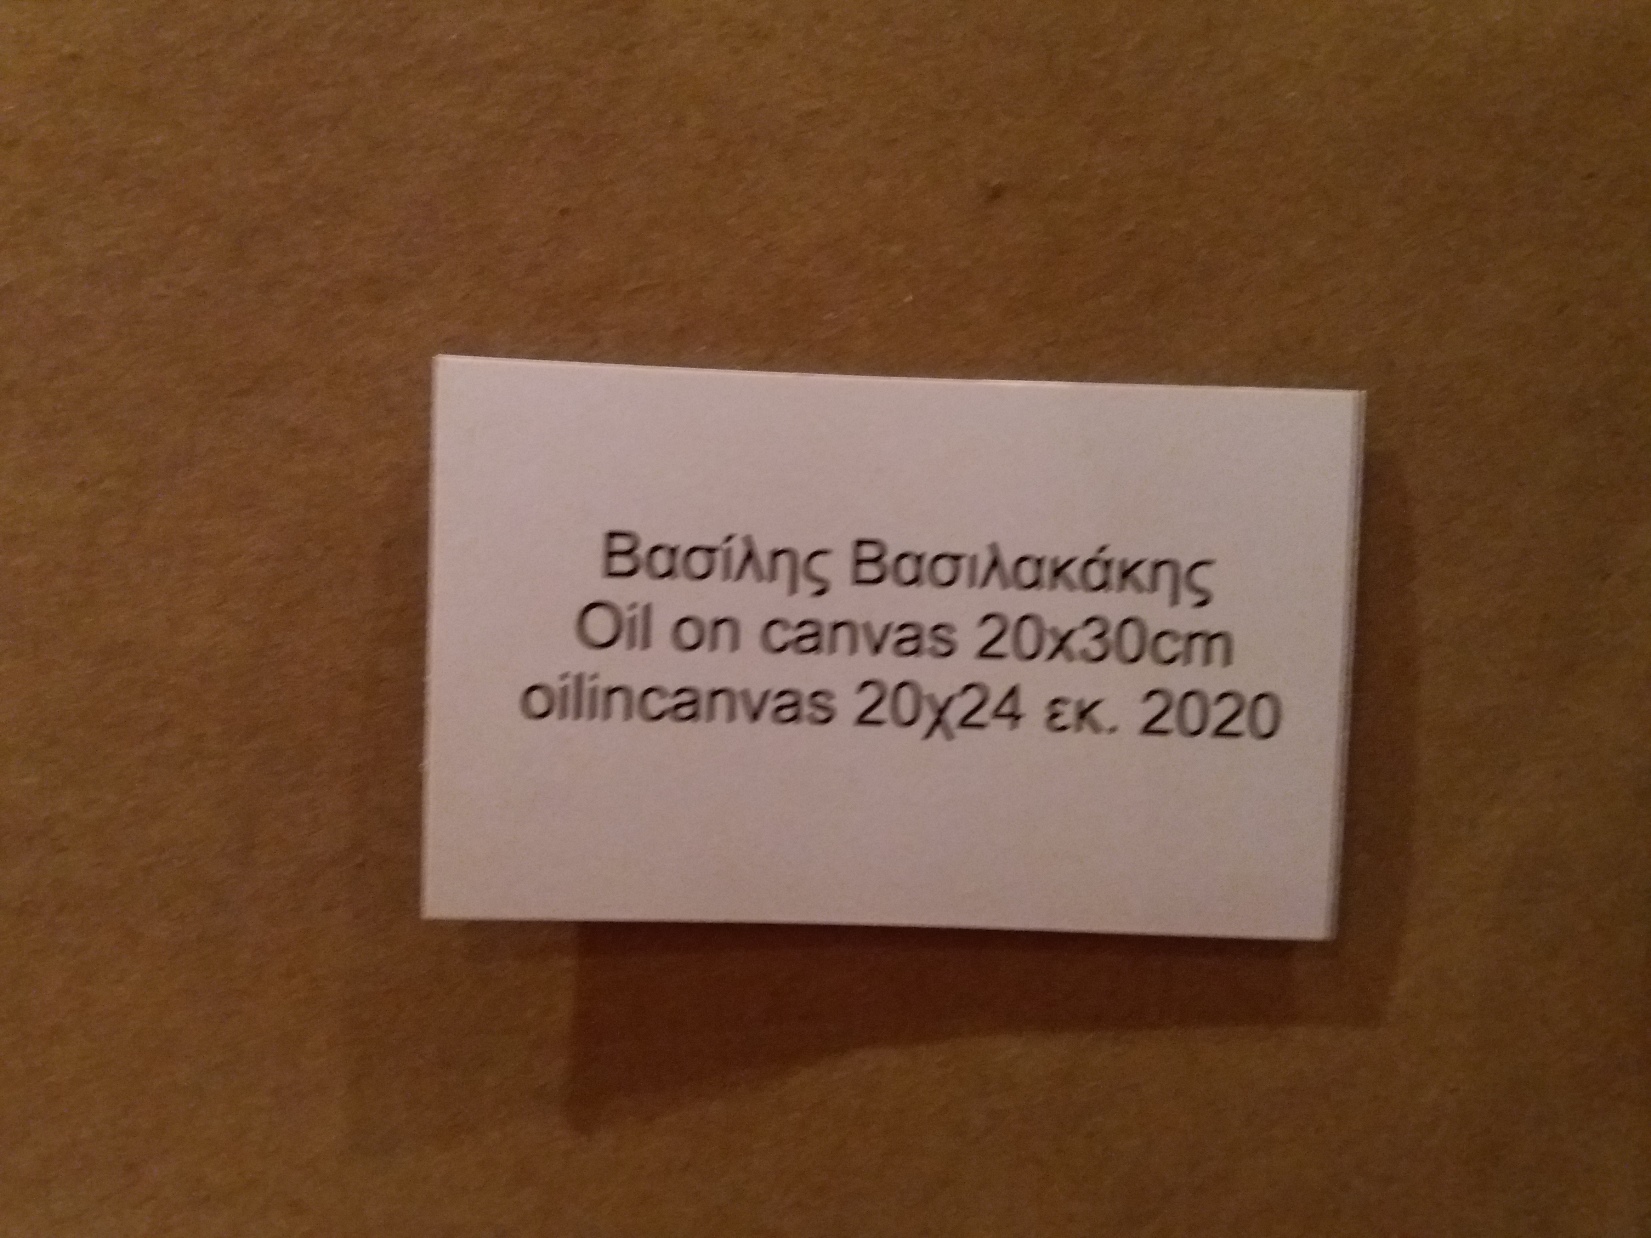 Βασίλης Βασιλακάκης
Oil on canvas 20x30cm
oilincanvas 20χ24 εκ. 2020